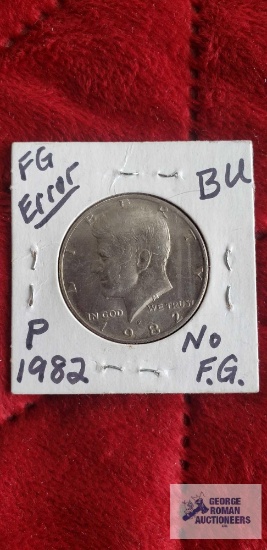 FG
Error
BU
LIBERTY
IN GOD WE TRUST
1982
P
1982
No
F.G.
GEORGE
ROMAN
AUCTIONEERS